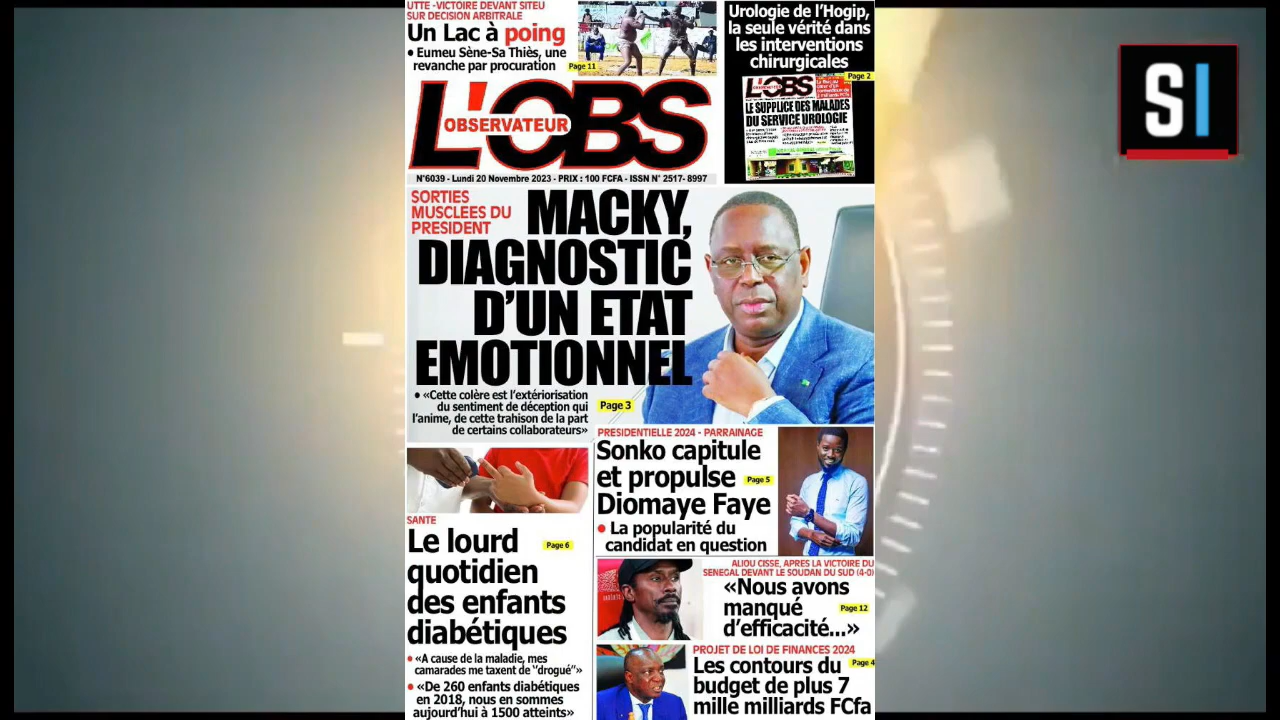 UTTE -VICTOIRE DEVANT SITEU
SUR DECISION ARBITRALE
Un Lac à poing
• Eumeu Sène-Sa Thiès, une
revanche par procuration
Page 11
Urologie de l'Hogip,
la seule vérité dans
les interventions
chirurgicales
Page 2
L'OBS
LE SUPPLICE DES MALADES
DU SERVICE UROLOGIE
L'OBS
OBSERVATEUR
N°6039 - Lundi 20 Novembre 2023 - PRIX : 100 FCFA - ISSN N° 2517- 8997
SI
SORTIES
MUSCLEES DU
PRESIDENT
MACKY,
DIAGNOSTIC
D'UN ETAT
EMOTIONNEL
• «Cette colère est l'extériorisation
du sentiment de déception qui
l'anime, de cette trahison de la part
de certains collaborateurs»
Page 3
PRESIDENTIELLE 2024 - PARRAINAGE
Sonko capitule
et propulse
Page 5
Diomaye Faye
• La popularité du
candidat en question
SANTE
Le lourd
Page 6
quotidien
des enfants
diabétiques
• «A cause de la maladie, mes
camarades me taxent de ''drogué''»
• «De 260 enfants diabétiques
en 2018, nous en sommes
aujourd'hui à 1500 atteints»
ALIOU CISSE, APRES LA VICTOIRE DU
SENEGAL DEVANT LE SOUDAN DU SUD (4-0)
«Nous avons
manqué
Page 12
d'efficacité...»
PROJET DE LOI DE FINANCES 2024
Les contours du
Page 4
budget de plus 7
mille milliards FCfa